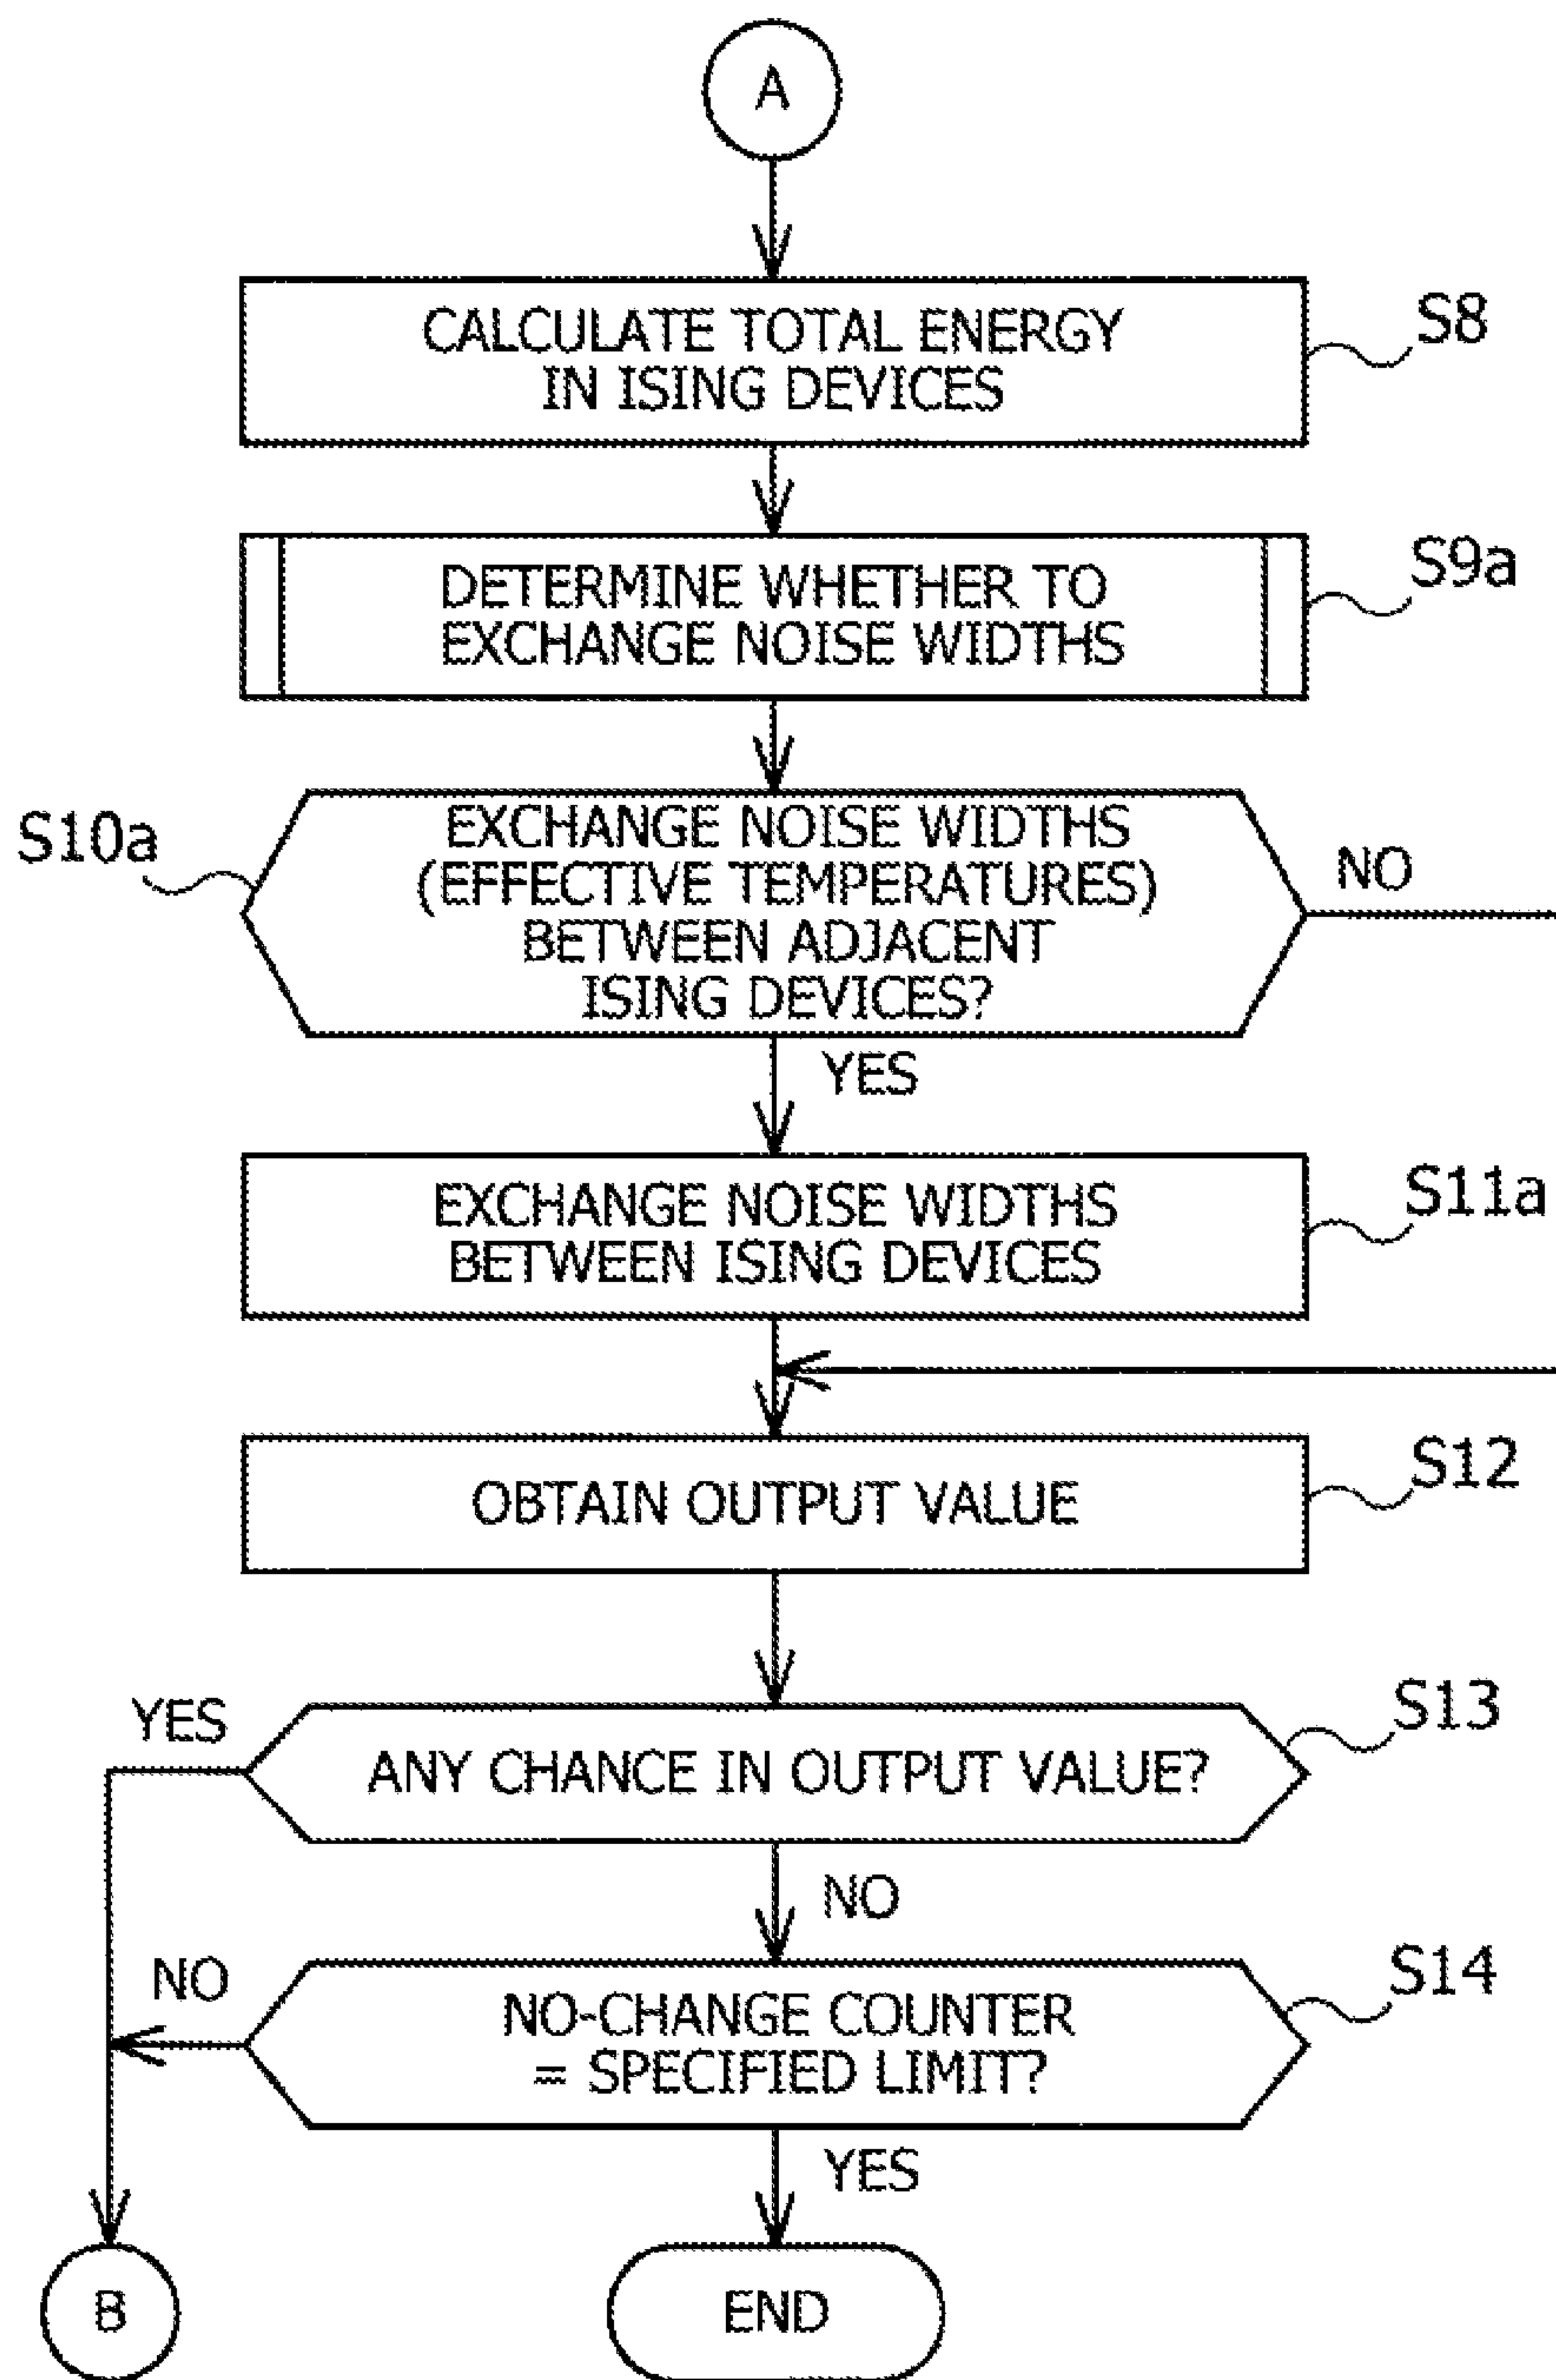 A
CALCULATE TOTAL ENERGY
IN ISING DEVICES
S8
DETERMINE WHETHER TO
EXCHANGE NOISE WIDTHS
S9a
S10a
EXCHANGE NOISE WIDTHS
(EFFECTIVE TEMPERATURES)
BETWEEN ADJACENT
ISING DEVICES?
NO
YES
EXCHANGE NOISE WIDTHS
BETWEEN ISING DEVICES
S11a
OBTAIN OUTPUT VALUE
S12
YES
ANY CHANCE IN OUTPUT VALUE?
S13
NO
NO
NO-CHANGE COUNTER
= SPECIFIED LIMIT?
S14
YES
B
END